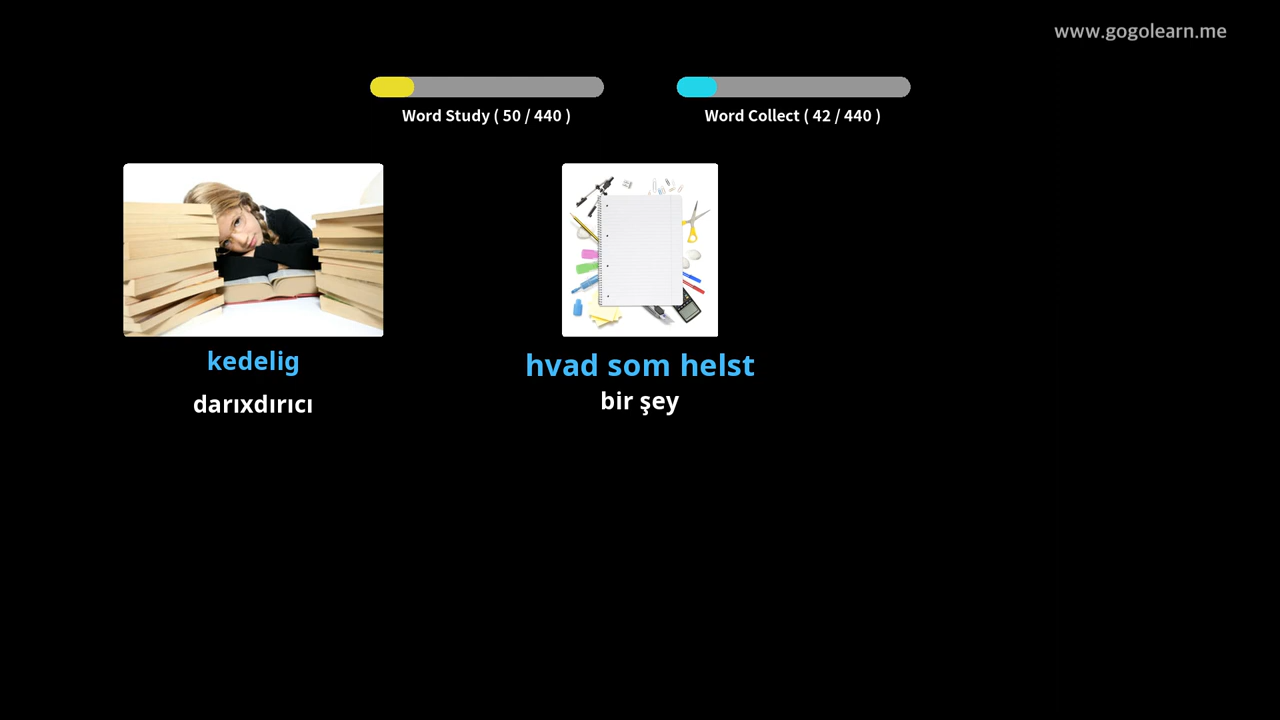 www.gogolearn.me
Word Study ( 50 / 440 )
Word Collect ( 42 / 440 )
kedelig
darıxdırıcı
hvad som helst
bir şey